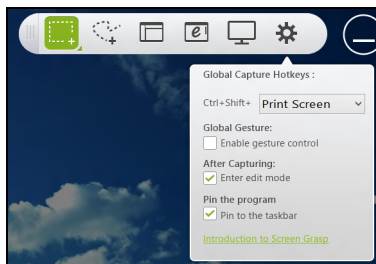 Global Capture Hotkeys :
Ctrl+Shift+ Print Screen
Global Gesture:
Enable gesture control
After Capturing:
Enter edit mode
Pin the program
Pin to the taskbar
Introduction to Screen Grasp